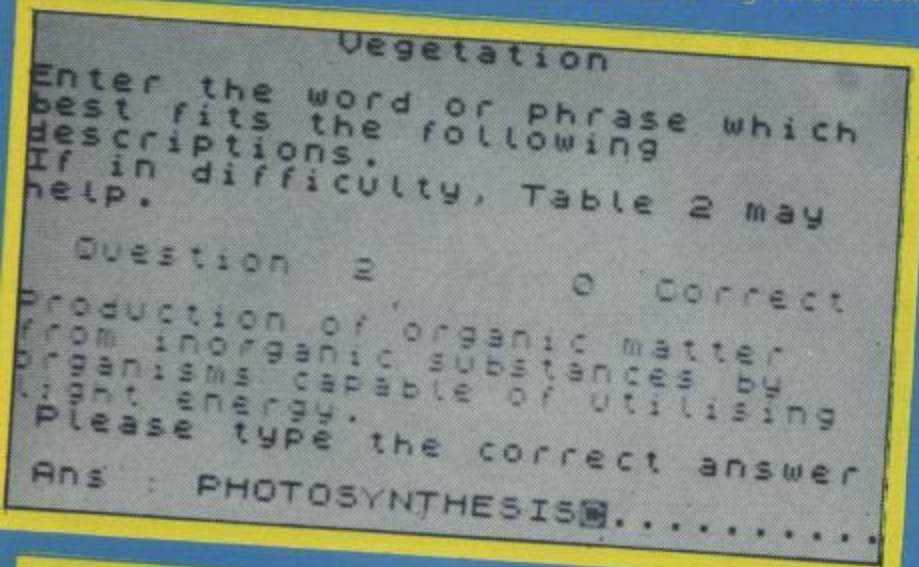 Vegetation
Enter the word or phrase which
best fits the following
descriptions.
If in difficulty, Table 2 may
help.
Question 2 0 Correct
Production of organic matter
from inorganic substances by
organisms capable of utilising
light energy.
Please type the correct answer
Ans : PHOTOSYNTHESIS..........